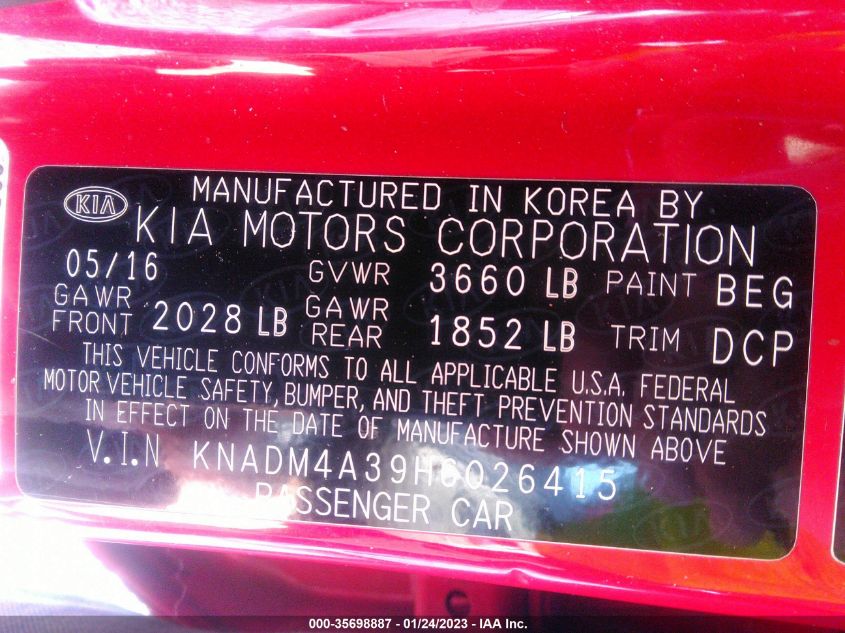 KIA
MANUFACTURED IN KOREA BY
KIA MOTORS CORPORATION
05/16 GVWR 3660 LB PAINT BEG
GAWR FRONT 2028 LB GAWR REAR 1852 LB TRIM DCP
THIS VEHICLE CONFORMS TO ALL APPLICABLE U.S.A. FEDERAL
MOTOR VEHICLE SAFETY, BUMPER, AND THEFT PREVENTION STANDARDS
IN EFFECT ON THE DATE OF MANUFACTURE SHOWN ABOVE
V.I.N KNADM4A39H6026415
PASSENGER CAR
000-35698887 - 01/24/2023 - IAA Inc.